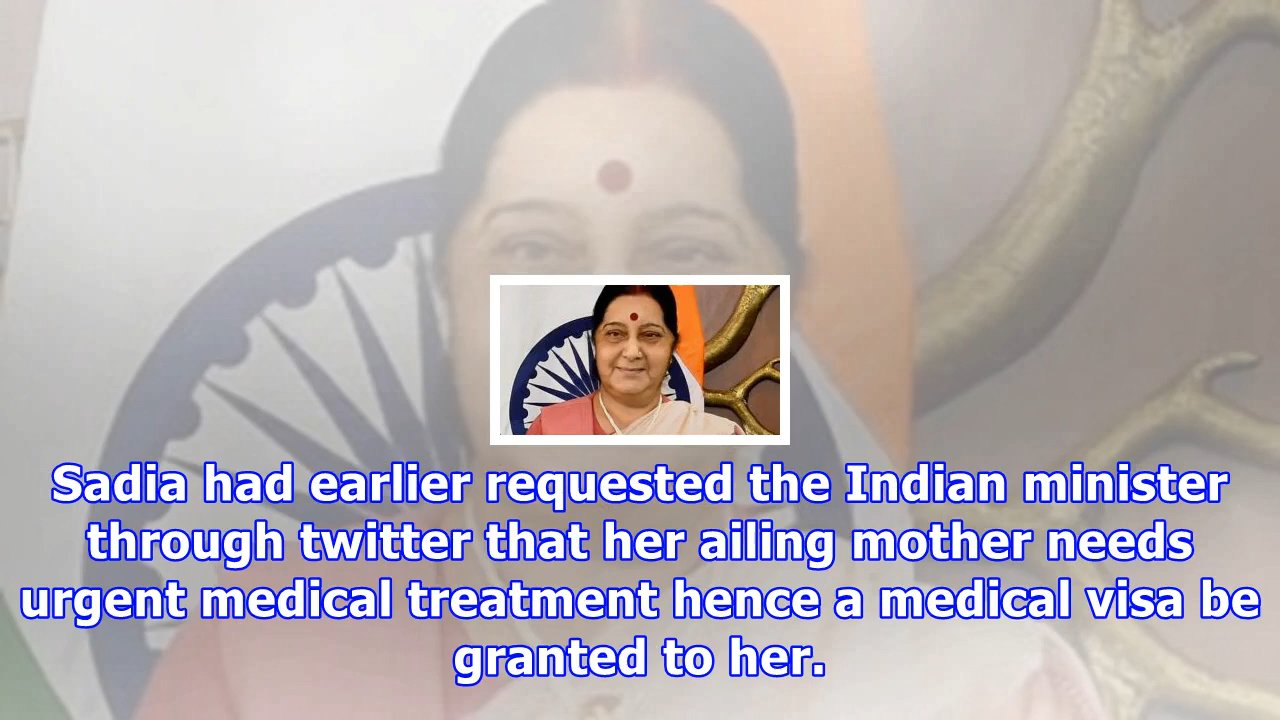 Sadia had earlier requested the Indian minister
through twitter that her ailing mother needs
urgent medical treatment hence a medical visa be
granted to her.